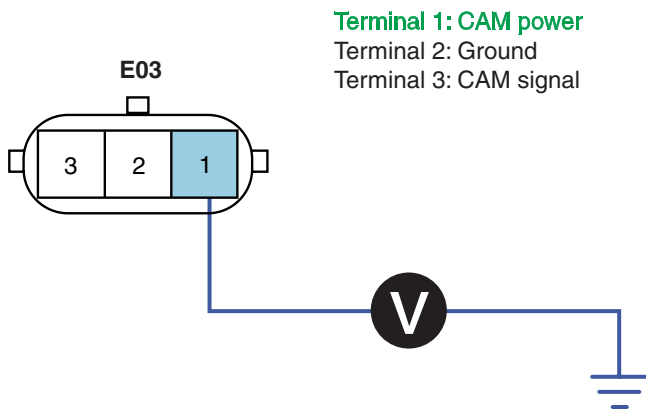 Terminal 1: CAM power
Terminal 2: Ground
Terminal 3: CAM signal
E03
3 2 1
V